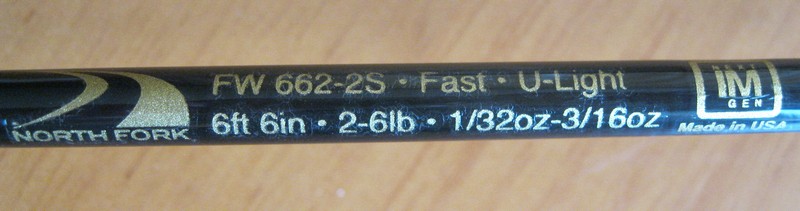 NORTH FORK
FW 662-2S • Fast • U-Light
6ft 6in • 2-6lb • 1/32oz-3/16oz
NEXT
IM
GEN
Made in USA